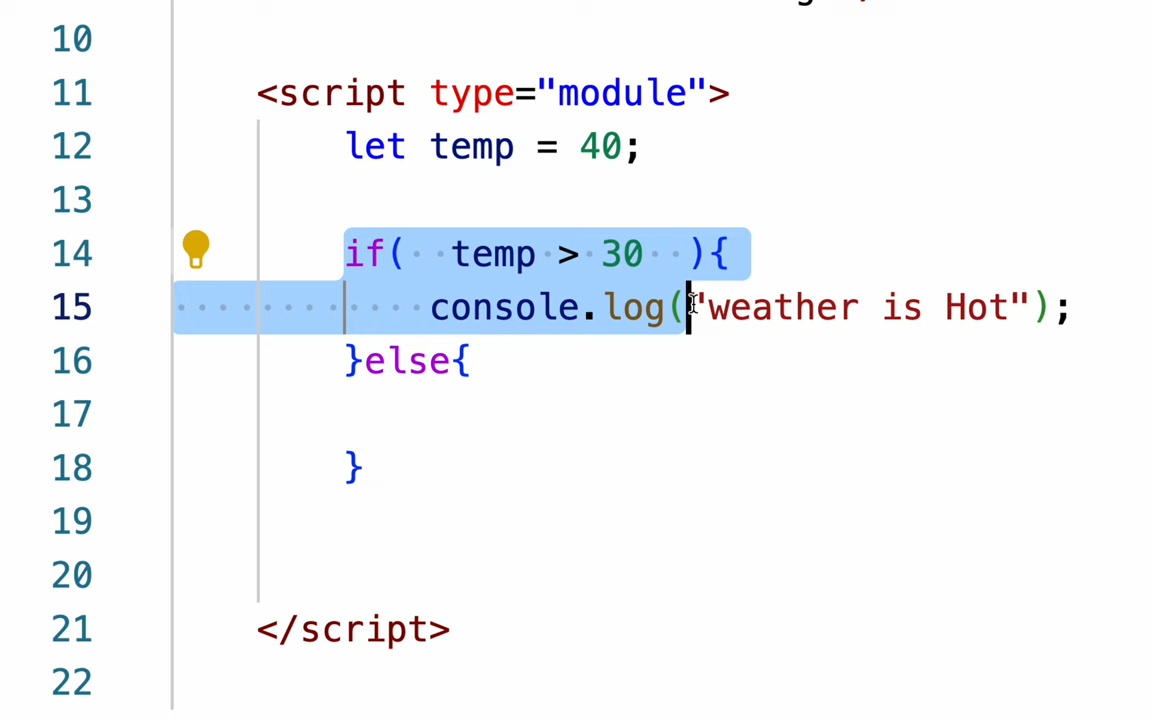 10
11 <script type="module">
12 let temp = 40;
13
14 if(  temp > 30  ){
15 console.log("weather is Hot");
16 }else{
17
18 }
19
20
21 </script>
22